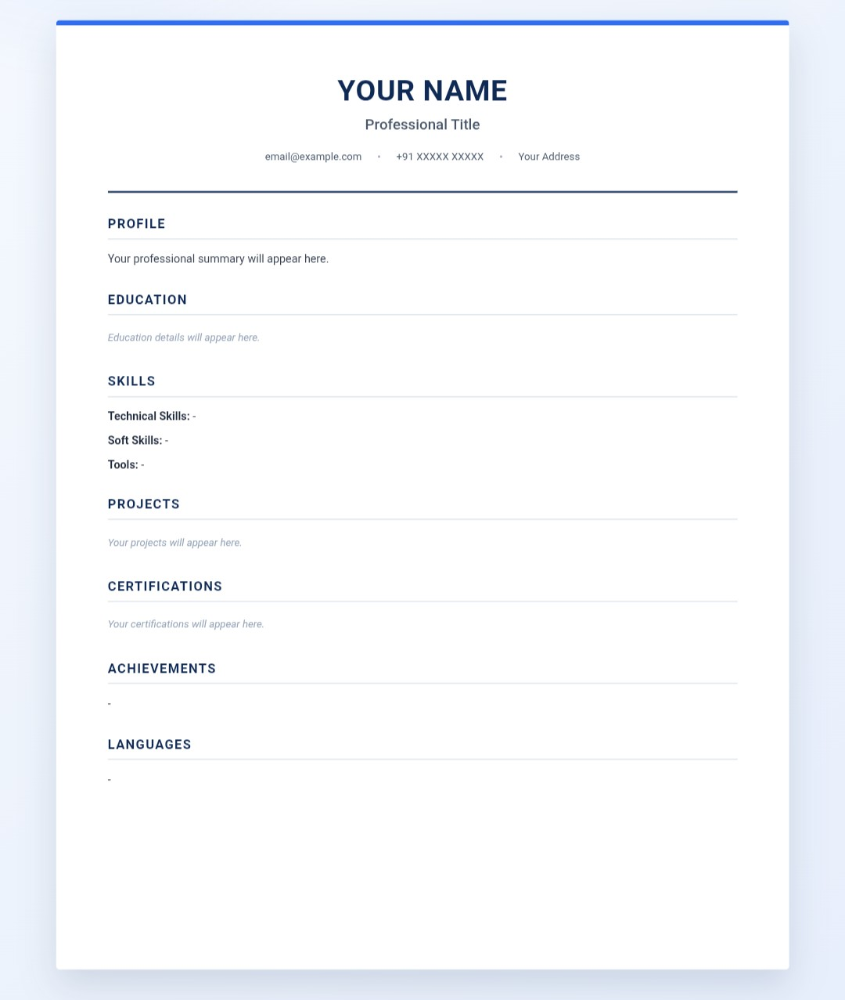 YOUR NAME
Professional Title
email@example.com • +91 XXXXX XXXXX • Your Address
PROFILE
Your professional summary will appear here.
EDUCATION
Education details will appear here.
SKILLS
Technical Skills: -
Soft Skills: -
Tools: -
PROJECTS
Your projects will appear here.
CERTIFICATIONS
Your certifications will appear here.
ACHIEVEMENTS
-
LANGUAGES
-